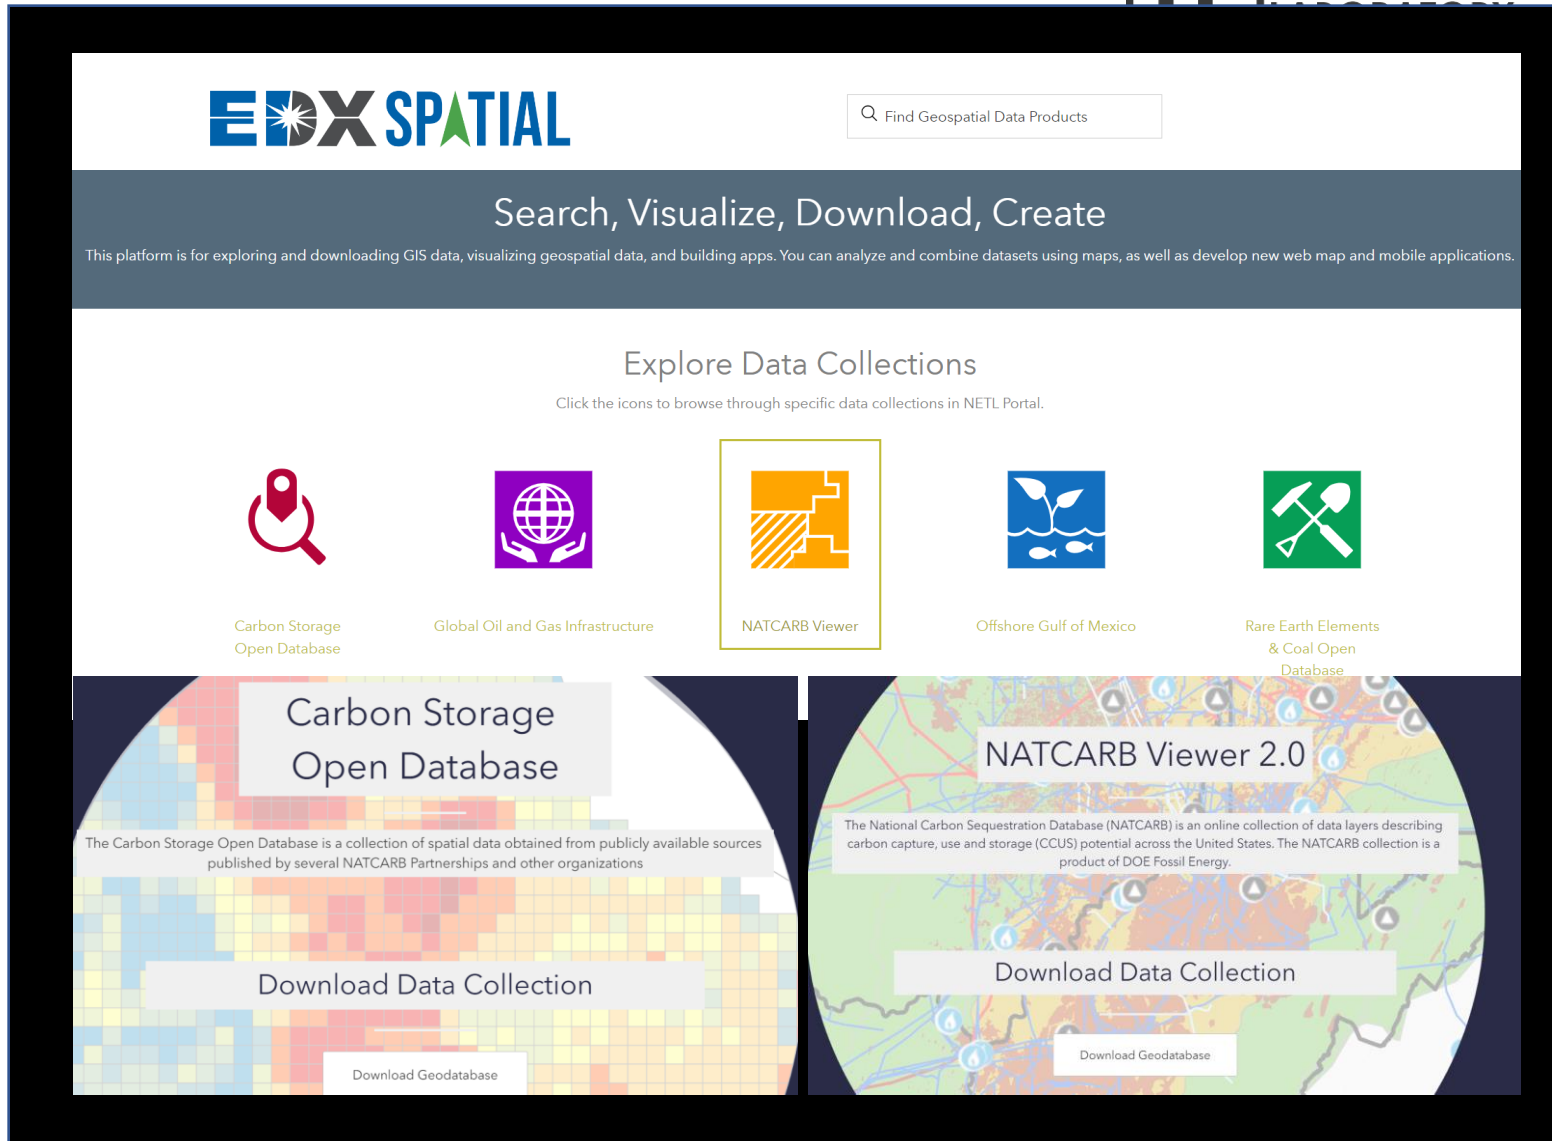 LABORATORY
EDX SPATIAL
Find Geospatial Data Products
Search, Visualize, Download, Create
This platform is for exploring and downloading GIS data, visualizing geospatial data, and building apps. You can analyze and combine datasets using maps, as well as develop new web map and mobile applications.
Explore Data Collections
Click the icons to browse through specific data collections in NETL Portal.
Carbon Storage
Open Database
Global Oil and Gas Infrastructure
NATCARB Viewer
Offshore Gulf of Mexico
Rare Earth Elements
& Coal Open
Database
Carbon Storage
Open Database
The Carbon Storage Open Database is a collection of spatial data obtained from publicly available sources
published by several NATCARB Partnerships and other organizations
Download Data Collection
Download Geodatabase
NATCARB Viewer 2.0
The National Carbon Sequestration Database (NATCARB) is an online collection of data layers describing
carbon capture, use and storage (CCUS) potential across the United States. The NATCARB collection is a
product of DOE Fossil Energy.
Download Data Collection
Download Geodatabase